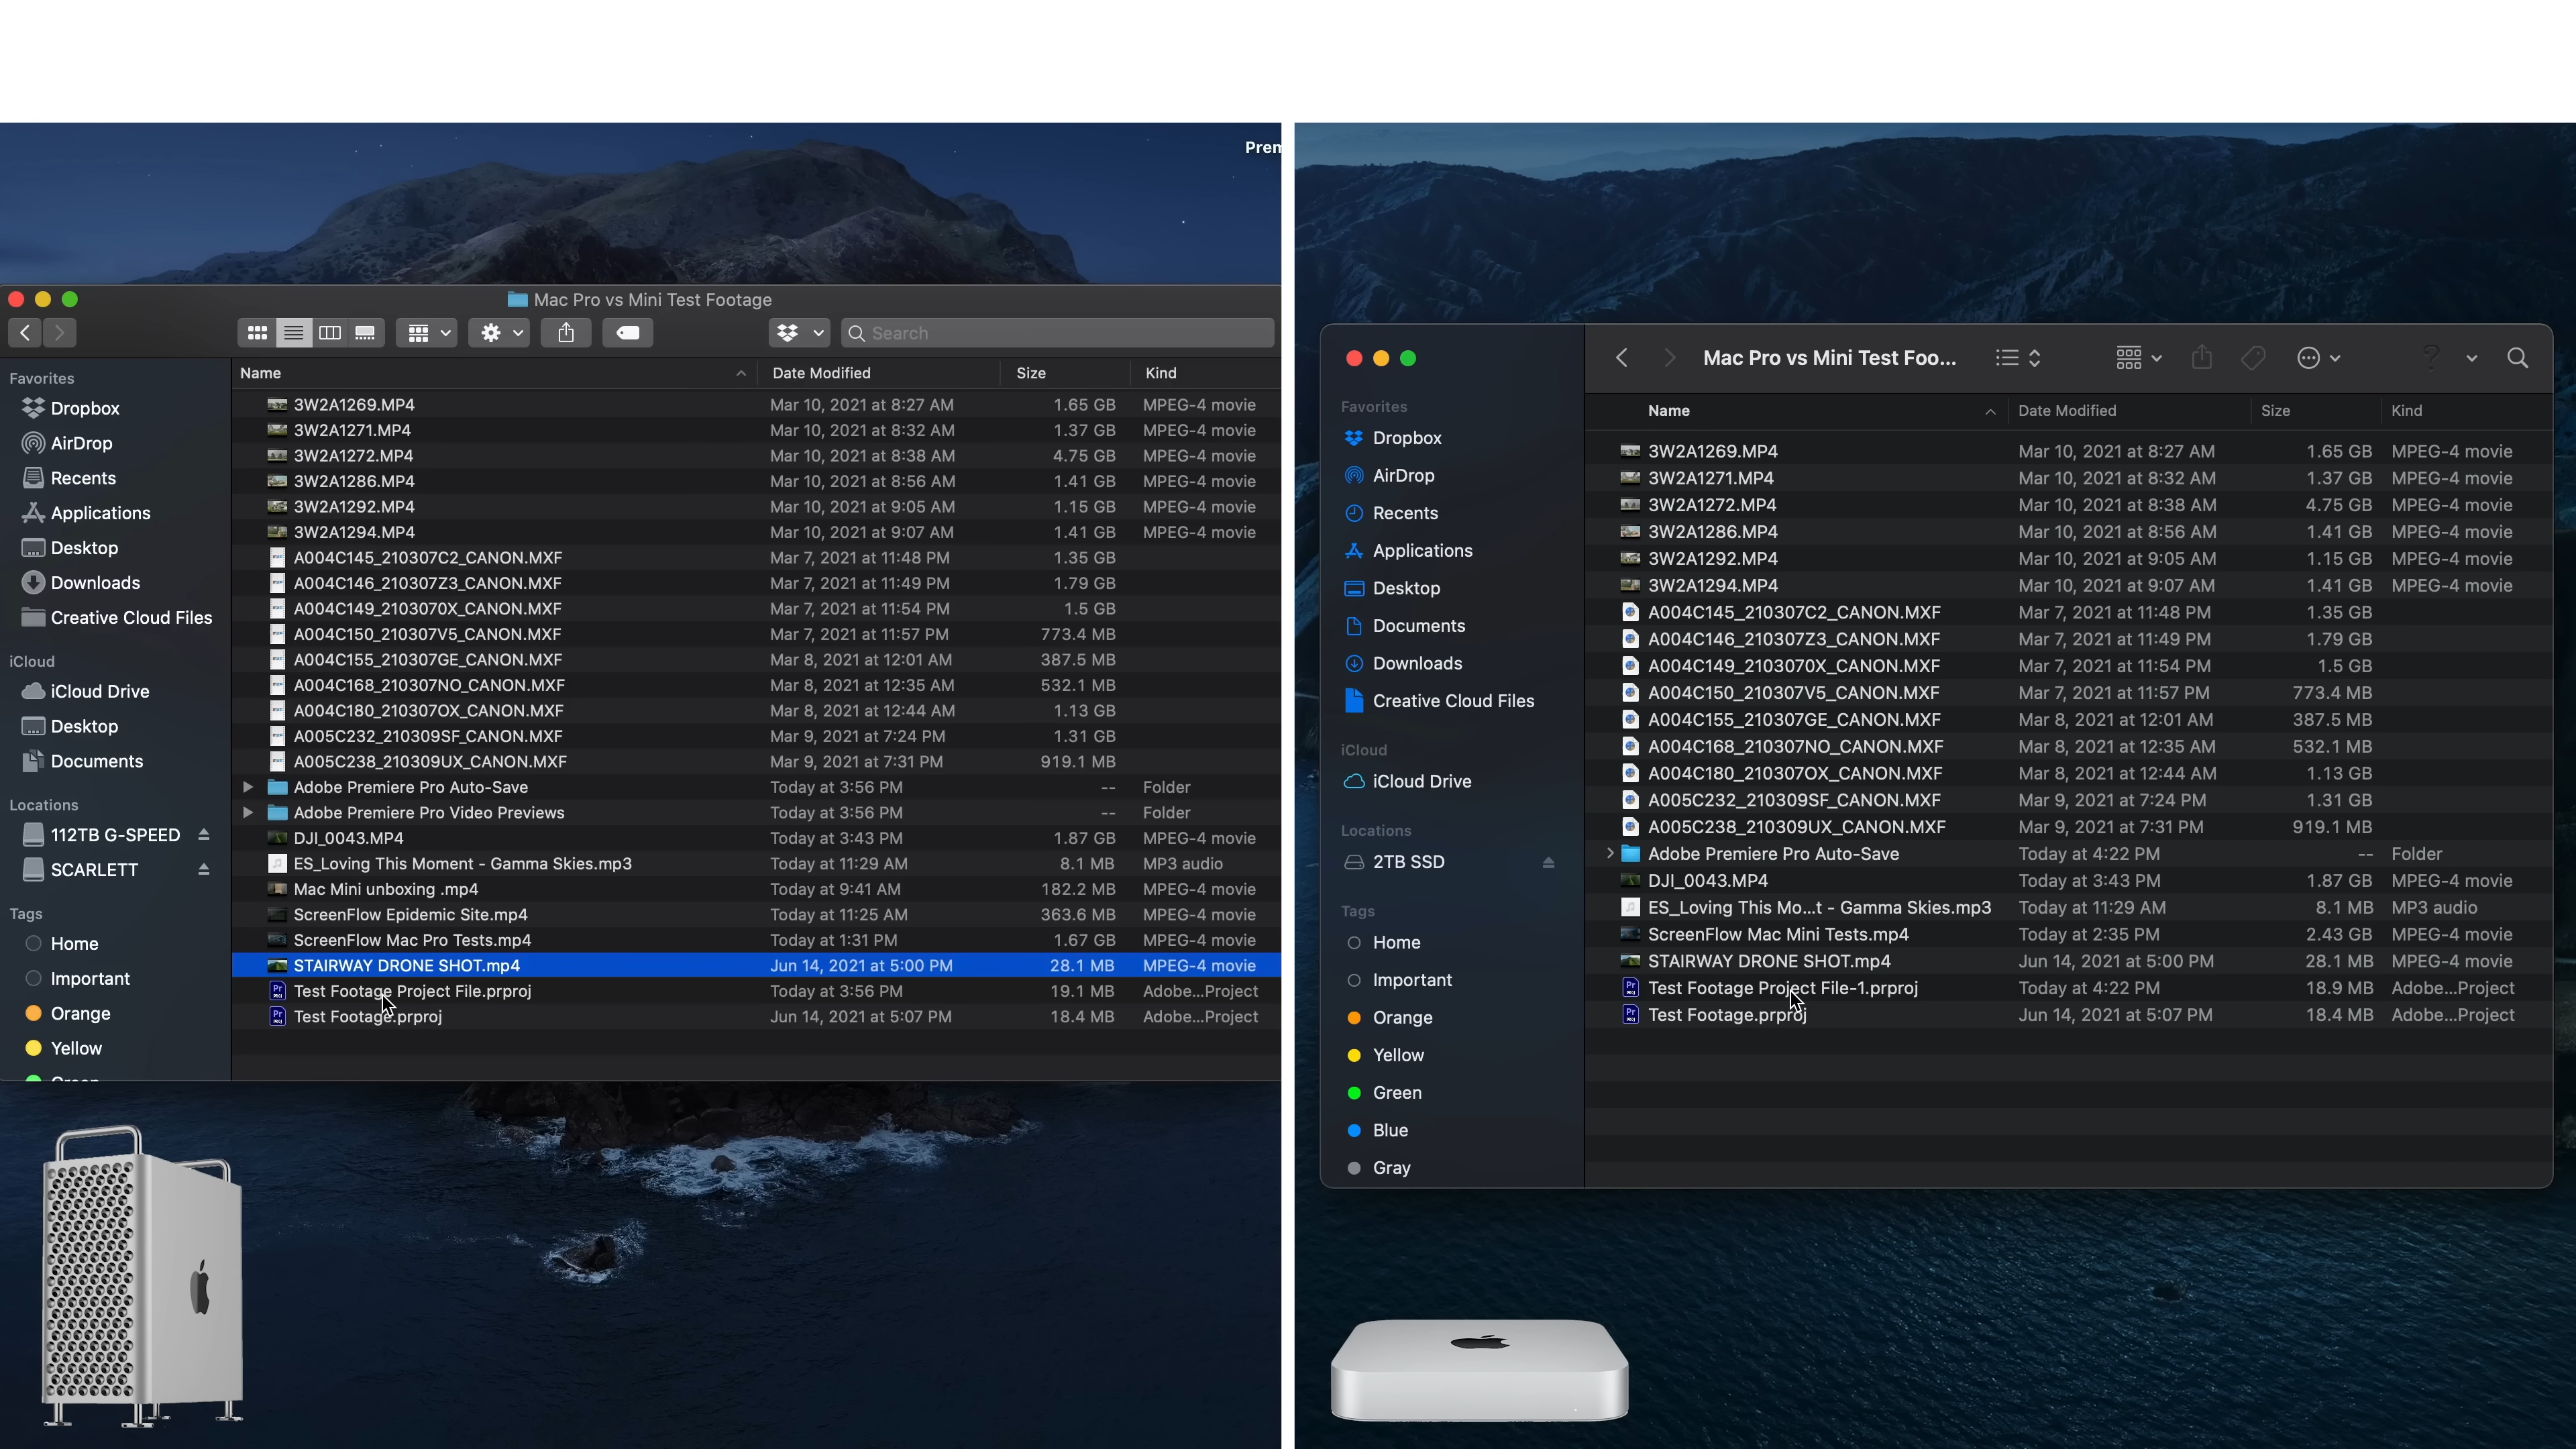 Prem
Mac Pro vs Mini Test Footage
Search
Favorites
Dropbox
AirDrop
Recents
Applications
Desktop
Downloads
Creative Cloud Files
iCloud
iCloud Drive
Desktop
Documents
Locations
112TB G-SPEED
SCARLETT
Tags
Home
Important
Orange
Yellow
Green
Name Date Modified Size Kind
3W2A1269.MP4 Mar 10, 2021 at 8:27 AM 1.65 GB MPEG-4 movie
3W2A1271.MP4 Mar 10, 2021 at 8:32 AM 1.37 GB MPEG-4 movie
3W2A1272.MP4 Mar 10, 2021 at 8:38 AM 4.75 GB MPEG-4 movie
3W2A1286.MP4 Mar 10, 2021 at 8:56 AM 1.41 GB MPEG-4 movie
3W2A1292.MP4 Mar 10, 2021 at 9:05 AM 1.15 GB MPEG-4 movie
3W2A1294.MP4 Mar 10, 2021 at 9:07 AM 1.41 GB MPEG-4 movie
A004C145_210307C2_CANON.MXF Mar 7, 2021 at 11:48 PM 1.35 GB
A004C146_210307Z3_CANON.MXF Mar 7, 2021 at 11:49 PM 1.79 GB
A004C149_2103070X_CANON.MXF Mar 7, 2021 at 11:54 PM 1.5 GB
A004C150_210307V5_CANON.MXF Mar 7, 2021 at 11:57 PM 773.4 MB
A004C155_210307GE_CANON.MXF Mar 8, 2021 at 12:01 AM 387.5 MB
A004C168_210307NO_CANON.MXF Mar 8, 2021 at 12:35 AM 532.1 MB
A004C180_210307OX_CANON.MXF Mar 8, 2021 at 12:44 AM 1.13 GB
A005C232_210309SF_CANON.MXF Mar 9, 2021 at 7:24 PM 1.31 GB
A005C238_210309UX_CANON.MXF Mar 9, 2021 at 7:31 PM 919.1 MB
Adobe Premiere Pro Auto-Save Today at 3:56 PM -- Folder
Adobe Premiere Pro Video Previews Today at 3:56 PM -- Folder
DJI_0043.MP4 Today at 3:43 PM 1.87 GB MPEG-4 movie
ES_Loving This Moment - Gamma Skies.mp3 Today at 11:29 AM 8.1 MB MP3 audio
Mac Mini unboxing .mp4 Today at 9:41 AM 182.2 MB MPEG-4 movie
ScreenFlow Epidemic Site.mp4 Today at 11:25 AM 363.6 MB MPEG-4 movie
ScreenFlow Mac Pro Tests.mp4 Today at 1:31 PM 1.67 GB MPEG-4 movie
STAIRWAY DRONE SHOT.mp4 Jun 14, 2021 at 5:00 PM 28.1 MB MPEG-4 movie
Test Footage Project File.prproj Today at 3:56 PM 19.1 MB Adobe...Project
Test Footage.prproj Jun 14, 2021 at 5:07 PM 18.4 MB Adobe...Project
Mac Pro vs Mini Test Foo...
Favorites
Dropbox
AirDrop
Recents
Applications
Desktop
Documents
Downloads
Creative Cloud Files
iCloud
iCloud Drive
Locations
2TB SSD
Tags
Home
Important
Orange
Yellow
Green
Blue
Gray
Name Date Modified Size Kind
3W2A1269.MP4 Mar 10, 2021 at 8:27 AM 1.65 GB MPEG-4 movie
3W2A1271.MP4 Mar 10, 2021 at 8:32 AM 1.37 GB MPEG-4 movie
3W2A1272.MP4 Mar 10, 2021 at 8:38 AM 4.75 GB MPEG-4 movie
3W2A1286.MP4 Mar 10, 2021 at 8:56 AM 1.41 GB MPEG-4 movie
3W2A1292.MP4 Mar 10, 2021 at 9:05 AM 1.15 GB MPEG-4 movie
3W2A1294.MP4 Mar 10, 2021 at 9:07 AM 1.41 GB MPEG-4 movie
A004C145_210307C2_CANON.MXF Mar 7, 2021 at 11:48 PM 1.35 GB
A004C146_210307Z3_CANON.MXF Mar 7, 2021 at 11:49 PM 1.79 GB
A004C149_2103070X_CANON.MXF Mar 7, 2021 at 11:54 PM 1.5 GB
A004C150_210307V5_CANON.MXF Mar 7, 2021 at 11:57 PM 773.4 MB
A004C155_210307GE_CANON.MXF Mar 8, 2021 at 12:01 AM 387.5 MB
A004C168_210307NO_CANON.MXF Mar 8, 2021 at 12:35 AM 532.1 MB
A004C180_210307OX_CANON.MXF Mar 8, 2021 at 12:44 AM 1.13 GB
A005C232_210309SF_CANON.MXF Mar 9, 2021 at 7:24 PM 1.31 GB
A005C238_210309UX_CANON.MXF Mar 9, 2021 at 7:31 PM 919.1 MB
Adobe Premiere Pro Auto-Save Today at 4:22 PM -- Folder
DJI_0043.MP4 Today at 3:43 PM 1.87 GB MPEG-4 movie
ES_Loving This Mo...t - Gamma Skies.mp3 Today at 11:29 AM 8.1 MB MP3 audio
ScreenFlow Mac Mini Tests.mp4 Today at 2:35 PM 2.43 GB MPEG-4 movie
STAIRWAY DRONE SHOT.mp4 Jun 14, 2021 at 5:00 PM 28.1 MB MPEG-4 movie
Test Footage Project File-1.prproj Today at 4:22 PM 18.9 MB Adobe...Project
Test Footage.prproj Jun 14, 2021 at 5:07 PM 18.4 MB Adobe...Project